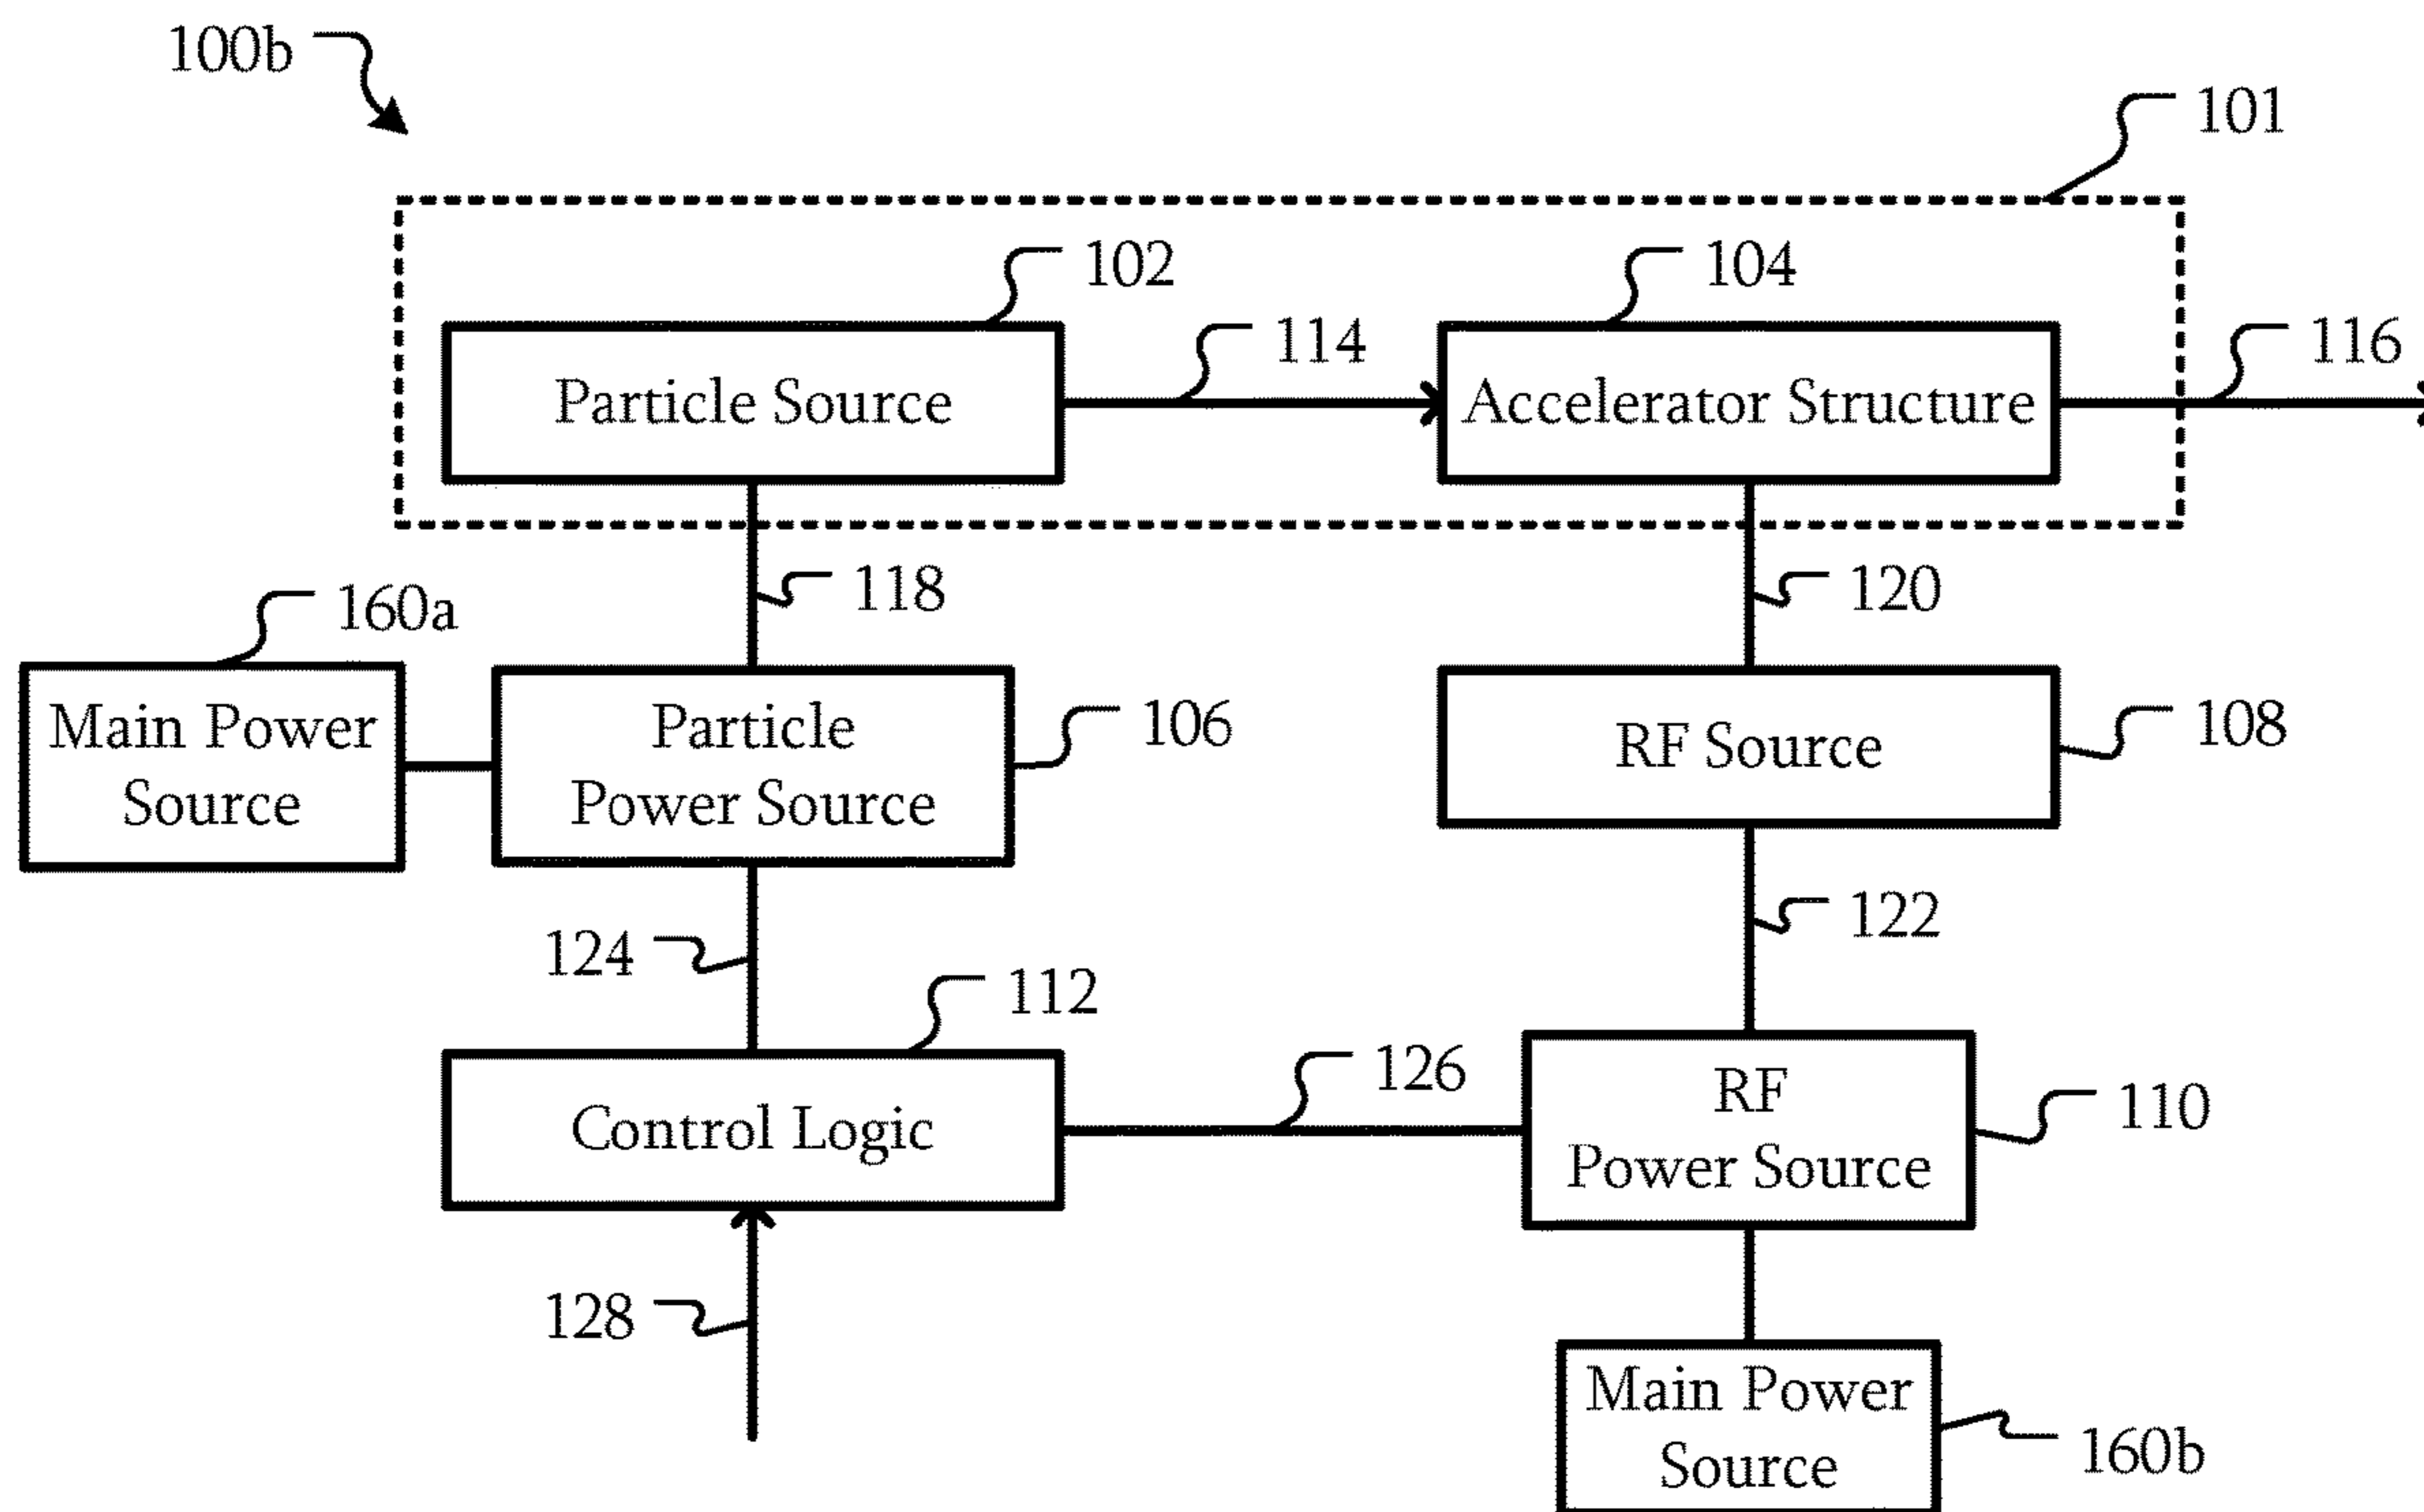 100b
101
102
104
114
116
Particle Source
Accelerator Structure
118
120
160a
Main Power
Source
Particle
Power Source
106
RF Source
108
124
122
112
126
Control Logic
RF
Power Source
110
128
Main Power
Source
160b